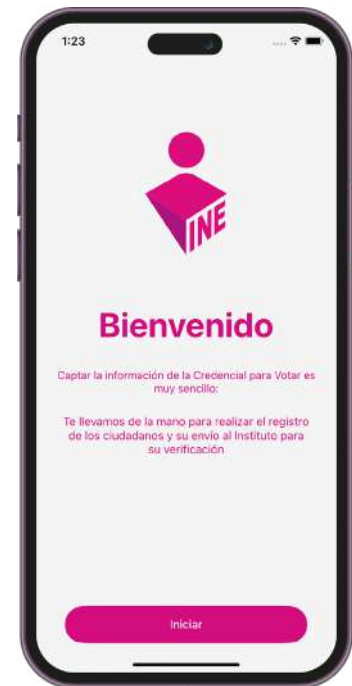 1:23
INE
Bienvenido
Captar la información de la Credencial para Votar es
muy sencillo:
Te llevamos de la mano para realizar el registro
de los ciudadanos y su envío al Instituto para
su verificación
Iniciar